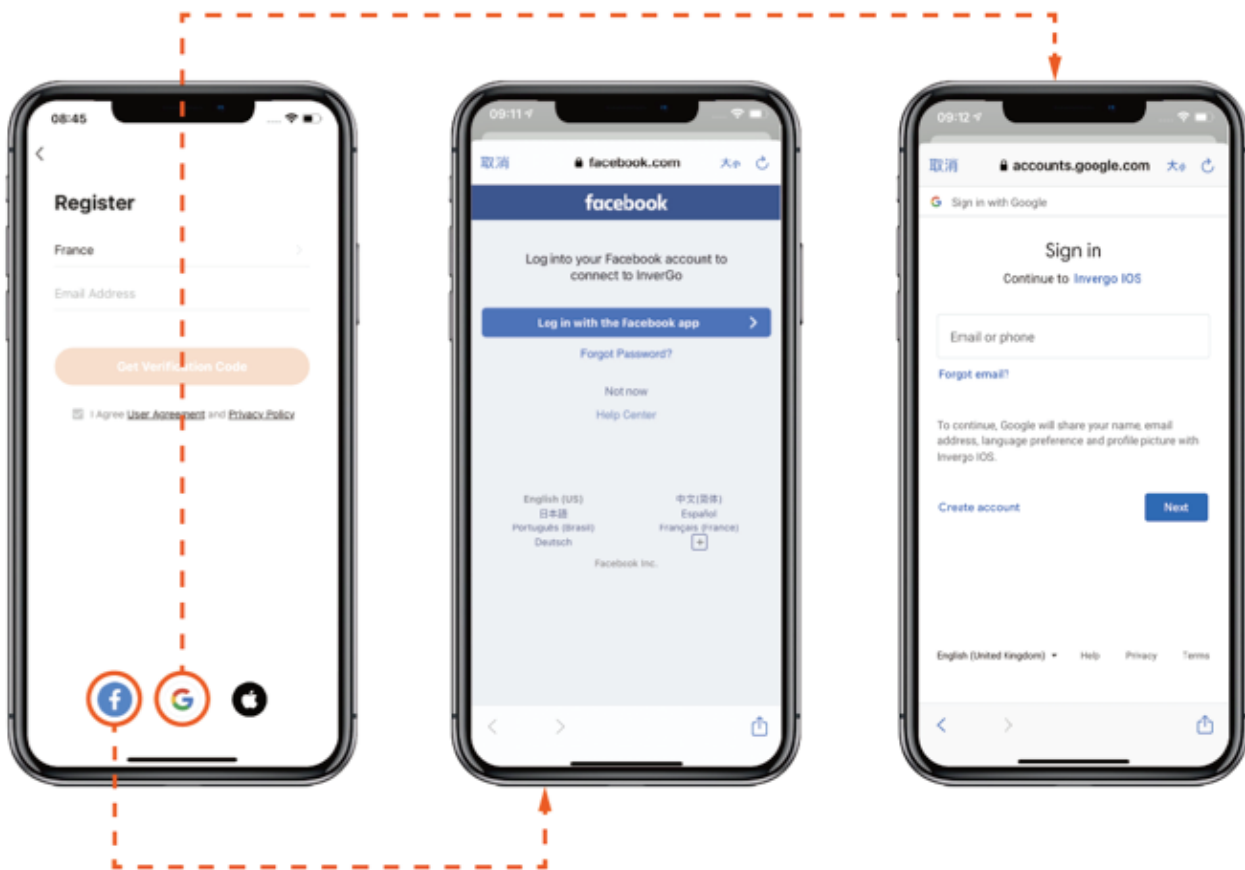 08:45
Register
France
Email Address
Get Verification Code
I Agree User Agreement and Privacy Policy
09:11
取消 facebook.com 大小
facebook
Log into your Facebook account to
connect to InverGo
Log in with the Facebook app
Forgot Password?
Not now
Help Center
English (US) 中文(简体)
日本語 Español
Português (Brasil) Français (France)
Deutsch
Facebook Inc.
09:12
取消 accounts.google.com 大小
G Sign in with Google
Sign in
Continue to Invergo IOS
Email or phone
Forgot email?
To continue, Google will share your name, email
address, language preference and profile picture with
Invergo IOS.
Create account Next
English (United Kingdom) Help Privacy Terms
f G